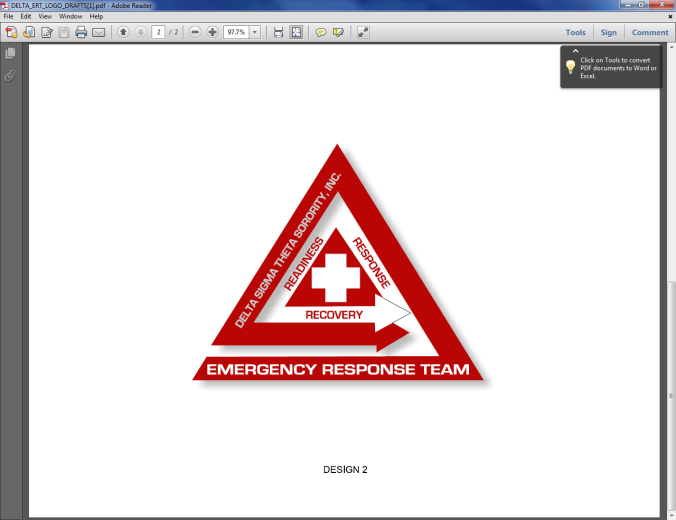 DELTA_ERT_LOGO_DRAFTS[1].pdf - Adobe Reader
File Edit View Window Help
2 / 2
97.7%
Tools Sign Comment
Click on Tools to convert
PDF documents to Word or
Excel.
DELTA SIGMA THETA SORORITY, INC.
READINESS
RESPONSE
RECOVERY
EMERGENCY RESPONSE TEAM
DESIGN 2